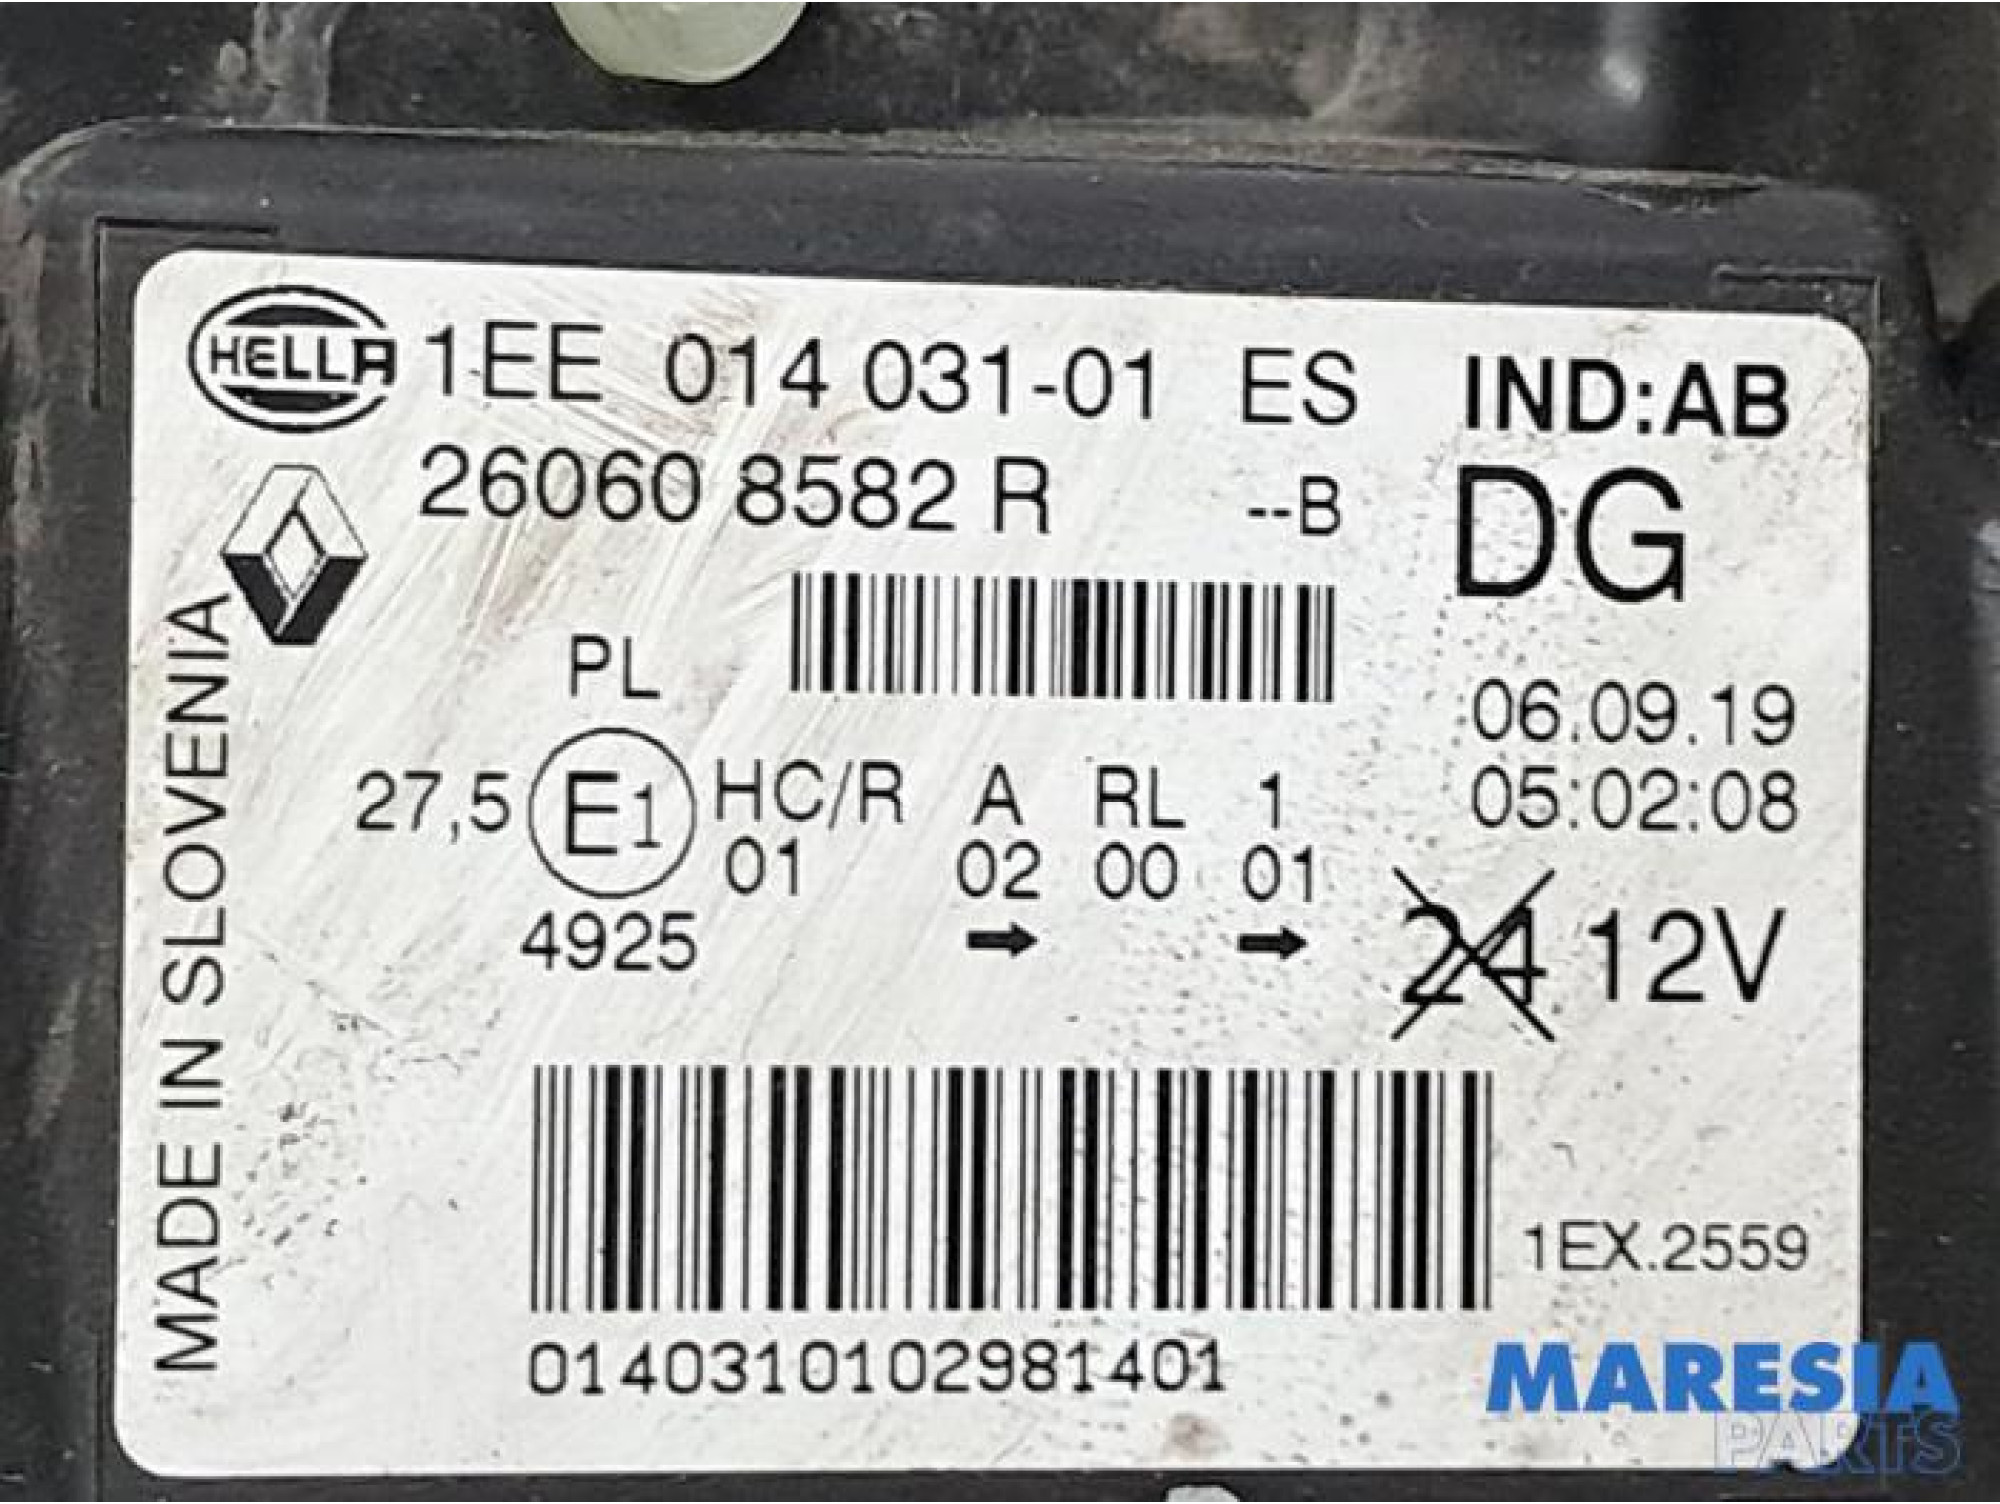 HELLA 1EE 014 031-01 ES IND:AB
26060 8582 R --B DG
PL
06.09.19
27,5 E1 HC/R A RL 1 05:02:08
01 02 00 01
4925 → → 24 12V
MADE IN SLOVENIA
1EX.2559
0140310102981401
MARESIA
PARTS